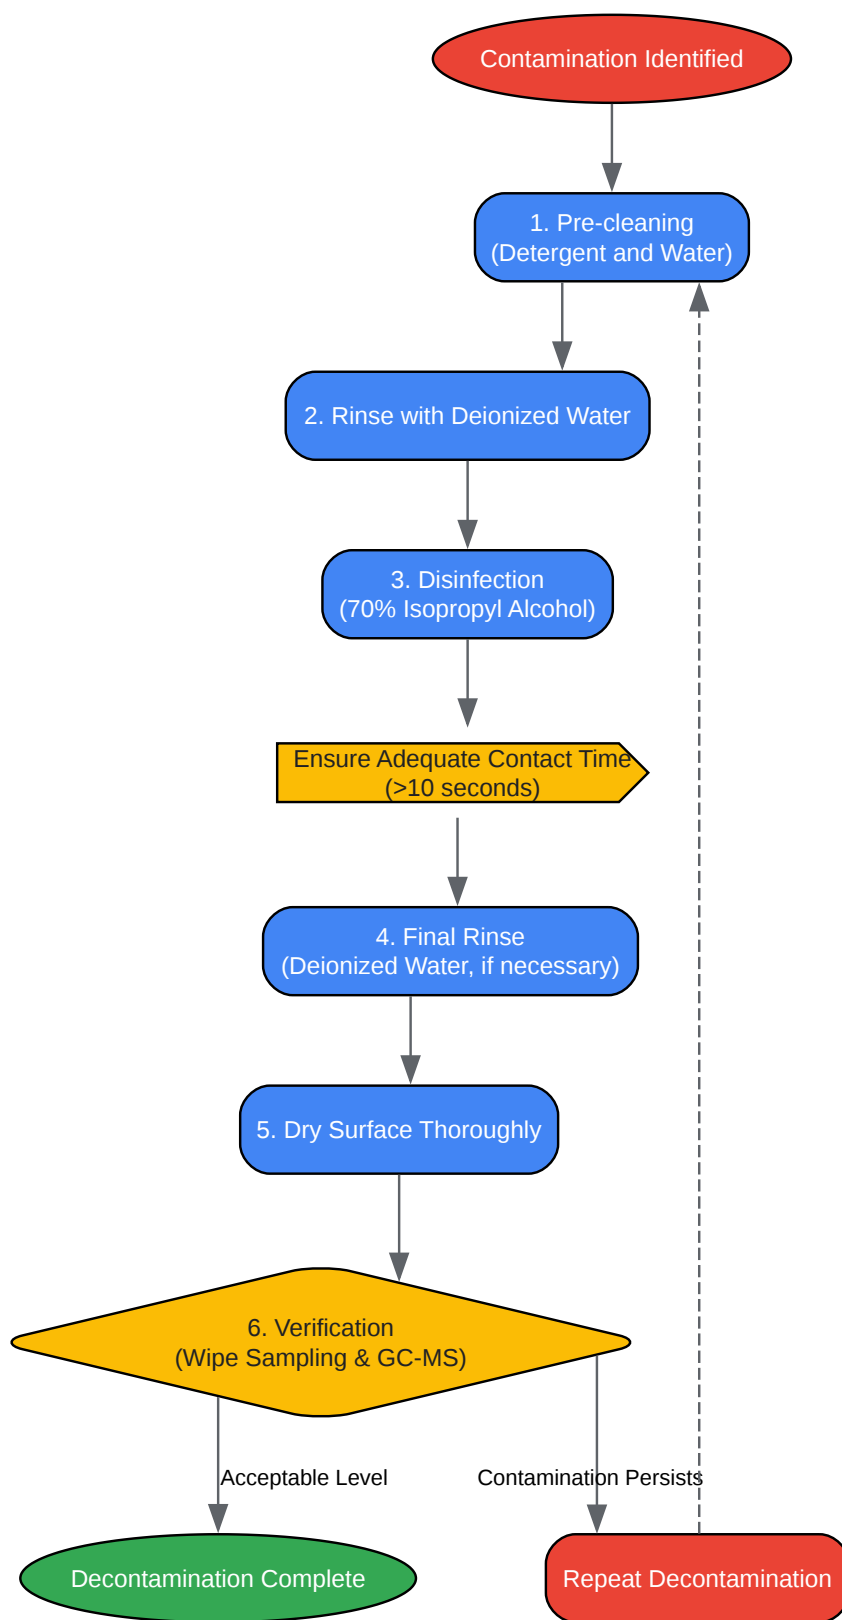 Contamination Identified
1. Pre-cleaning
(Detergent and Water)
2. Rinse with Deionized Water
3. Disinfection
(70% Isopropyl Alcohol)
Ensure Adequate Contact Time
(>10 seconds)
4. Final Rinse
(Deionized Water, if necessary)
5. Dry Surface Thoroughly
6. Verification
(Wipe Sampling & GC-MS)
Acceptable Level
Contamination Persists
Decontamination Complete
Repeat Decontamination